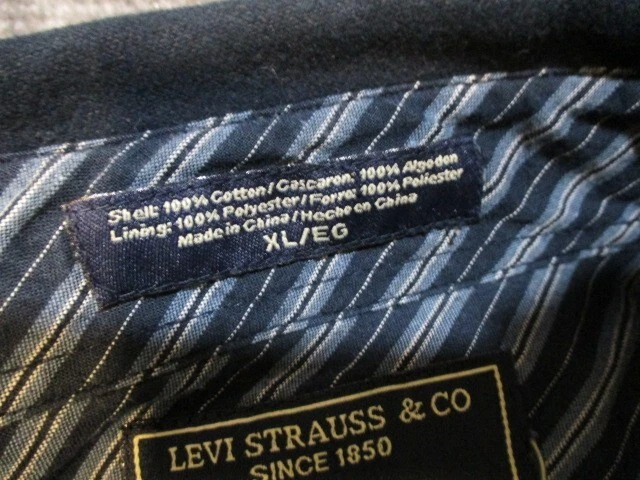 Shell: 100% Cotton/Cascaron: 100% Algodon
Lining: 100% Polyester/Forro: 100% Poliester
Made in China/Hecho en China
XL/EG
LEVI STRAUSS & CO
SINCE 1850